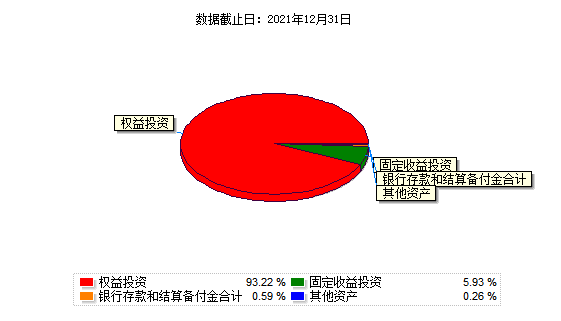 数据截止日：2021年12月31日
权益投资
固定收益投资
银行存款和结算备付金合计
其他资产
权益投资 93.22 % 固定收益投资 5.93 %
银行存款和结算备付金合计 0.59 % 其他资产 0.26 %